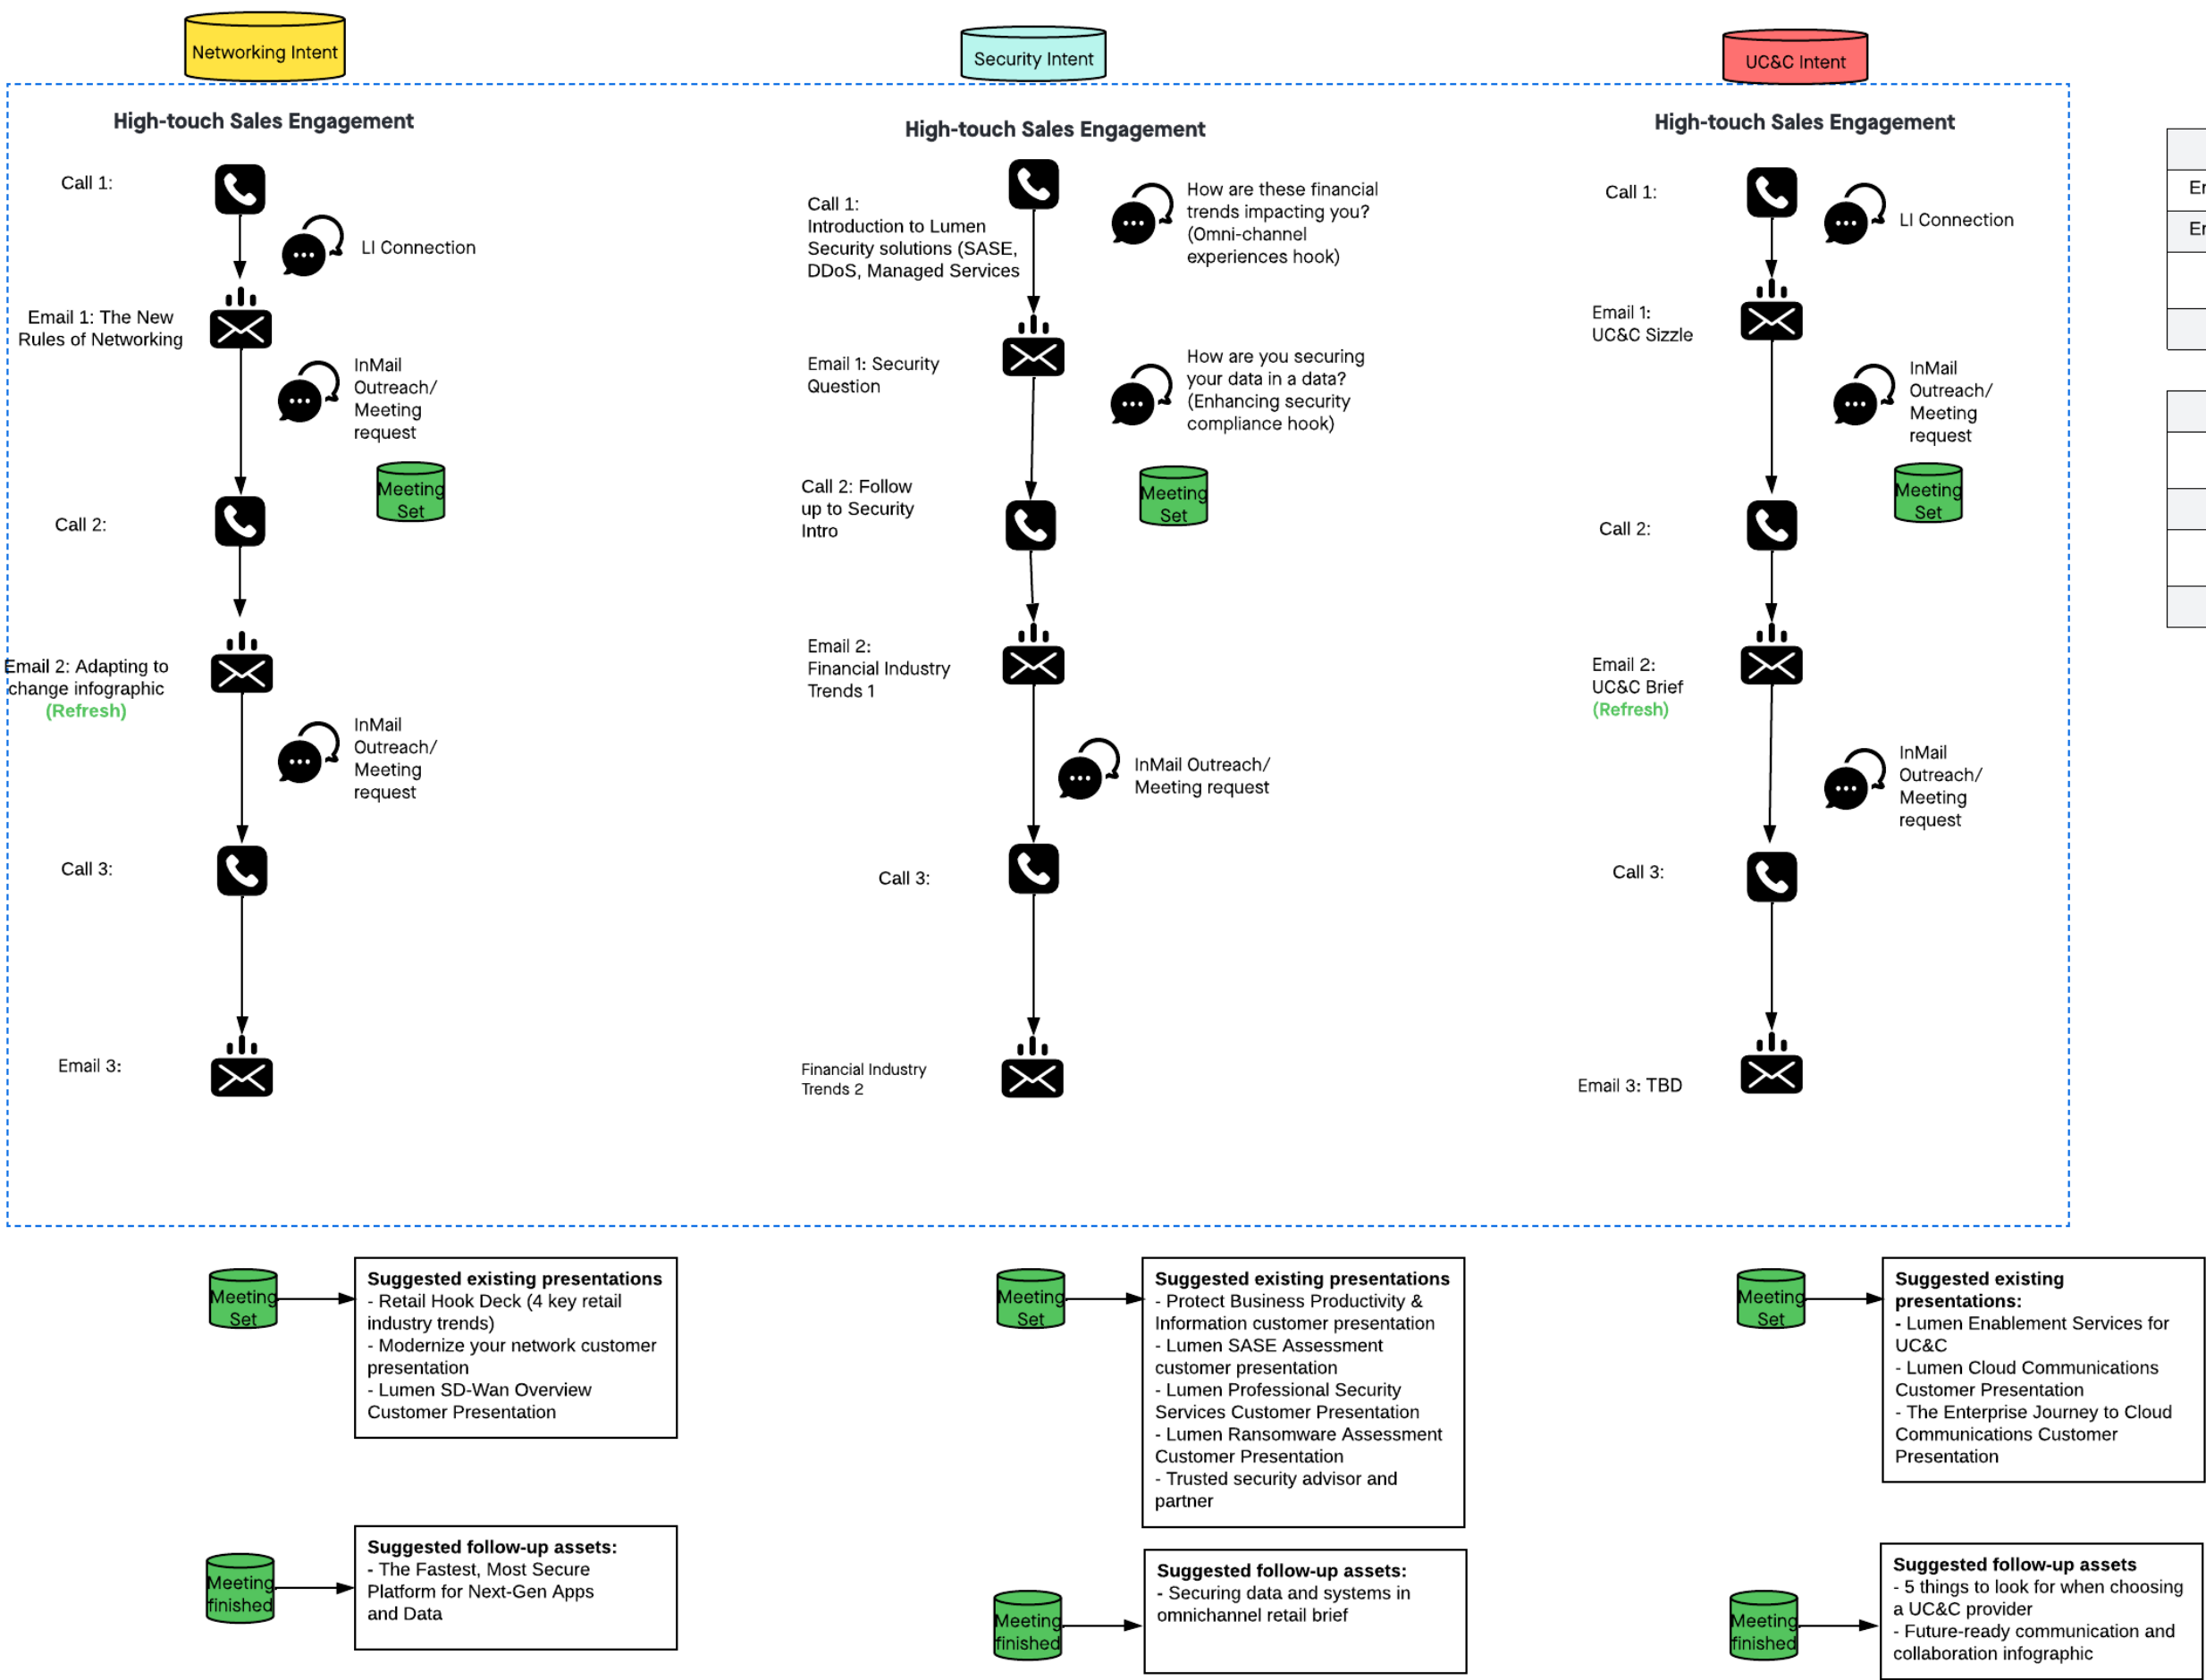 Networking Intent
High-touch Sales Engagement
Call 1:
LI Connection
Email 1: The New
Rules of Networking
InMail
Outreach/
Meeting
request
Meeting
Set
Call 2:
Email 2: Adapting to
change infographic
(Refresh)
InMail
Outreach/
Meeting
request
Call 3:
Email 3:
Security Intent
High-touch Sales Engagement
Call 1:
Introduction to Lumen
Security solutions (SASE,
DDoS, Managed Services
How are these financial
trends impacting you?
(Omni-channel
experiences hook)
Email 1: Security
Question
How are you securing
your data in a data?
(Enhancing security
compliance hook)
Meeting
Set
Call 2: Follow
up to Security
Intro
Email 2:
Financial Industry
Trends 1
InMail Outreach/
Meeting request
Call 3:
Financial Industry
Trends 2
UC&C Intent
High-touch Sales Engagement
Call 1:
LI Connection
Email 1:
UC&C Sizzle
InMail
Outreach/
Meeting
request
Meeting
Set
Call 2:
Email 2:
UC&C Brief
(Refresh)
InMail
Outreach/
Meeting
request
Call 3:
Email 3: TBD
Meeting
Set
Suggested existing presentations
- Retail Hook Deck (4 key retail
industry trends)
- Modernize your network customer
presentation
- Lumen SD-Wan Overview
Customer Presentation
Meeting
finished
Suggested follow-up assets:
- The Fastest, Most Secure
Platform for Next-Gen Apps
and Data
Meeting
Set
Suggested existing presentations
- Protect Business Productivity &
Information customer presentation
- Lumen SASE Assessment
customer presentation
- Lumen Professional Security
Services Customer Presentation
- Lumen Ransomware Assessment
Customer Presentation
- Trusted security advisor and
partner
Meeting
finished
Suggested follow-up assets:
- Securing data and systems in
omnichannel retail brief
Meeting
Set
Suggested existing
presentations:
- Lumen Enablement Services for
UC&C
- Lumen Cloud Communications
Customer Presentation
- The Enterprise Journey to Cloud
Communications Customer
Presentation
Meeting
finished
Suggested follow-up assets
- 5 things to look for when choosing
a UC&C provider
- Future-ready communication and
collaboration infographic